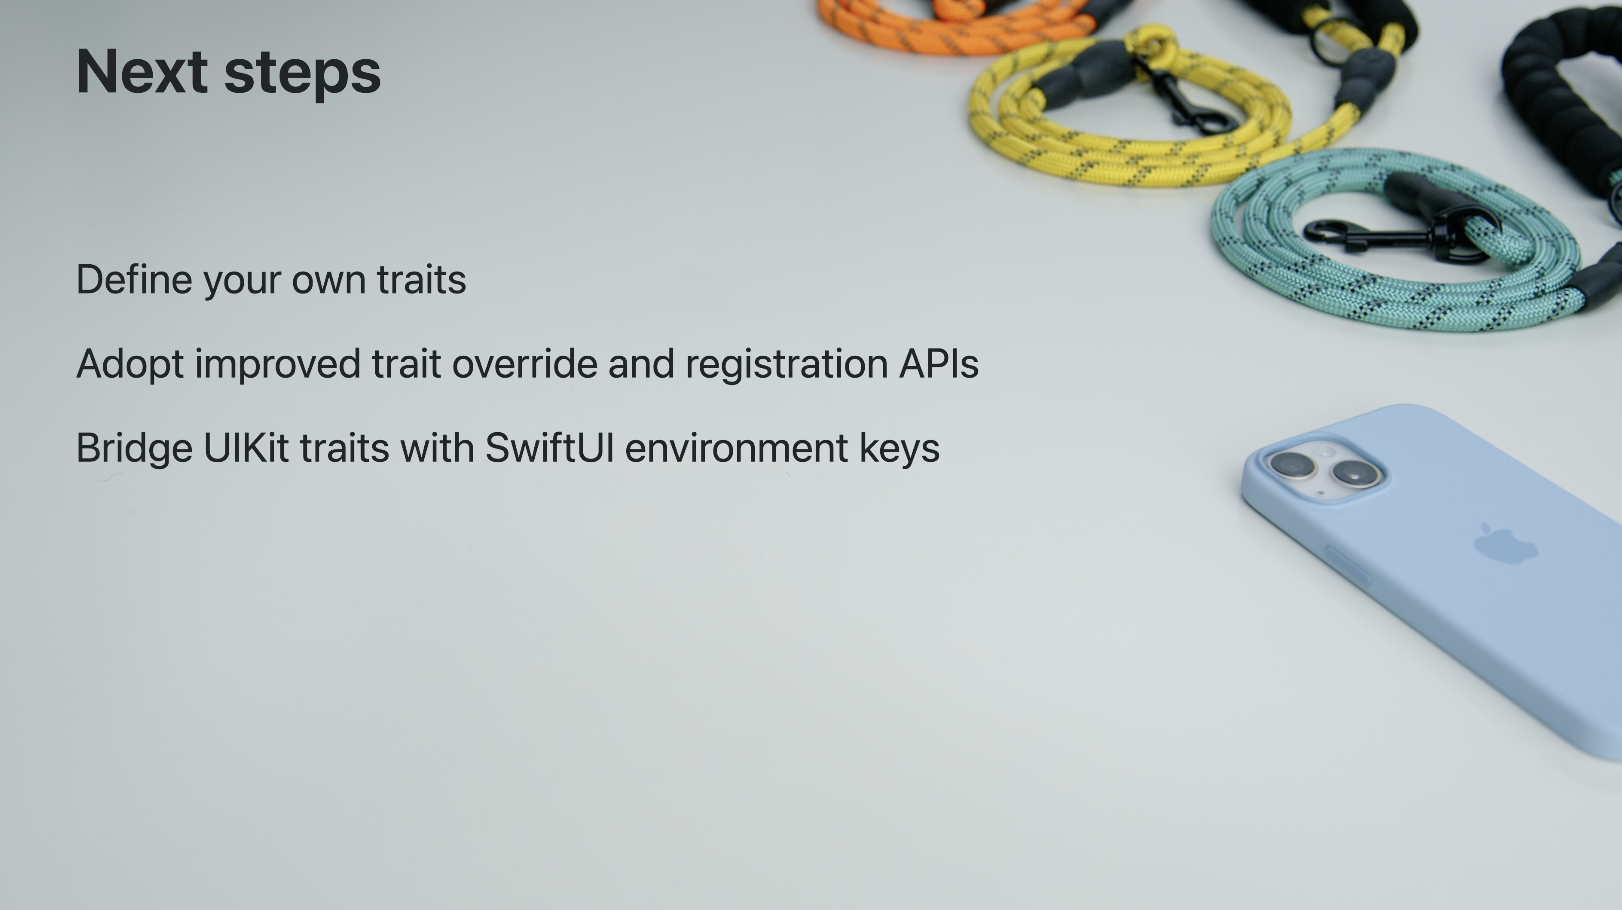 Next steps
Define your own traits
Adopt improved trait override and registration APIs
Bridge UIKit traits with SwiftUI environment keys